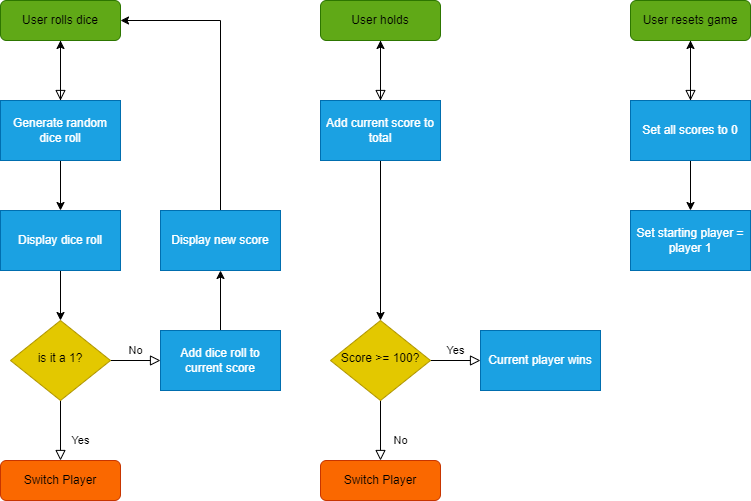 User rolls dice
Generate random
dice roll
Display dice roll
is it a 1?
No
Add dice roll to
current score
Display new score
Yes
Switch Player
User holds
Add current score to
total
Score >= 100?
Yes
Current player wins
No
Switch Player
User resets game
Set all scores to 0
Set starting player =
player 1